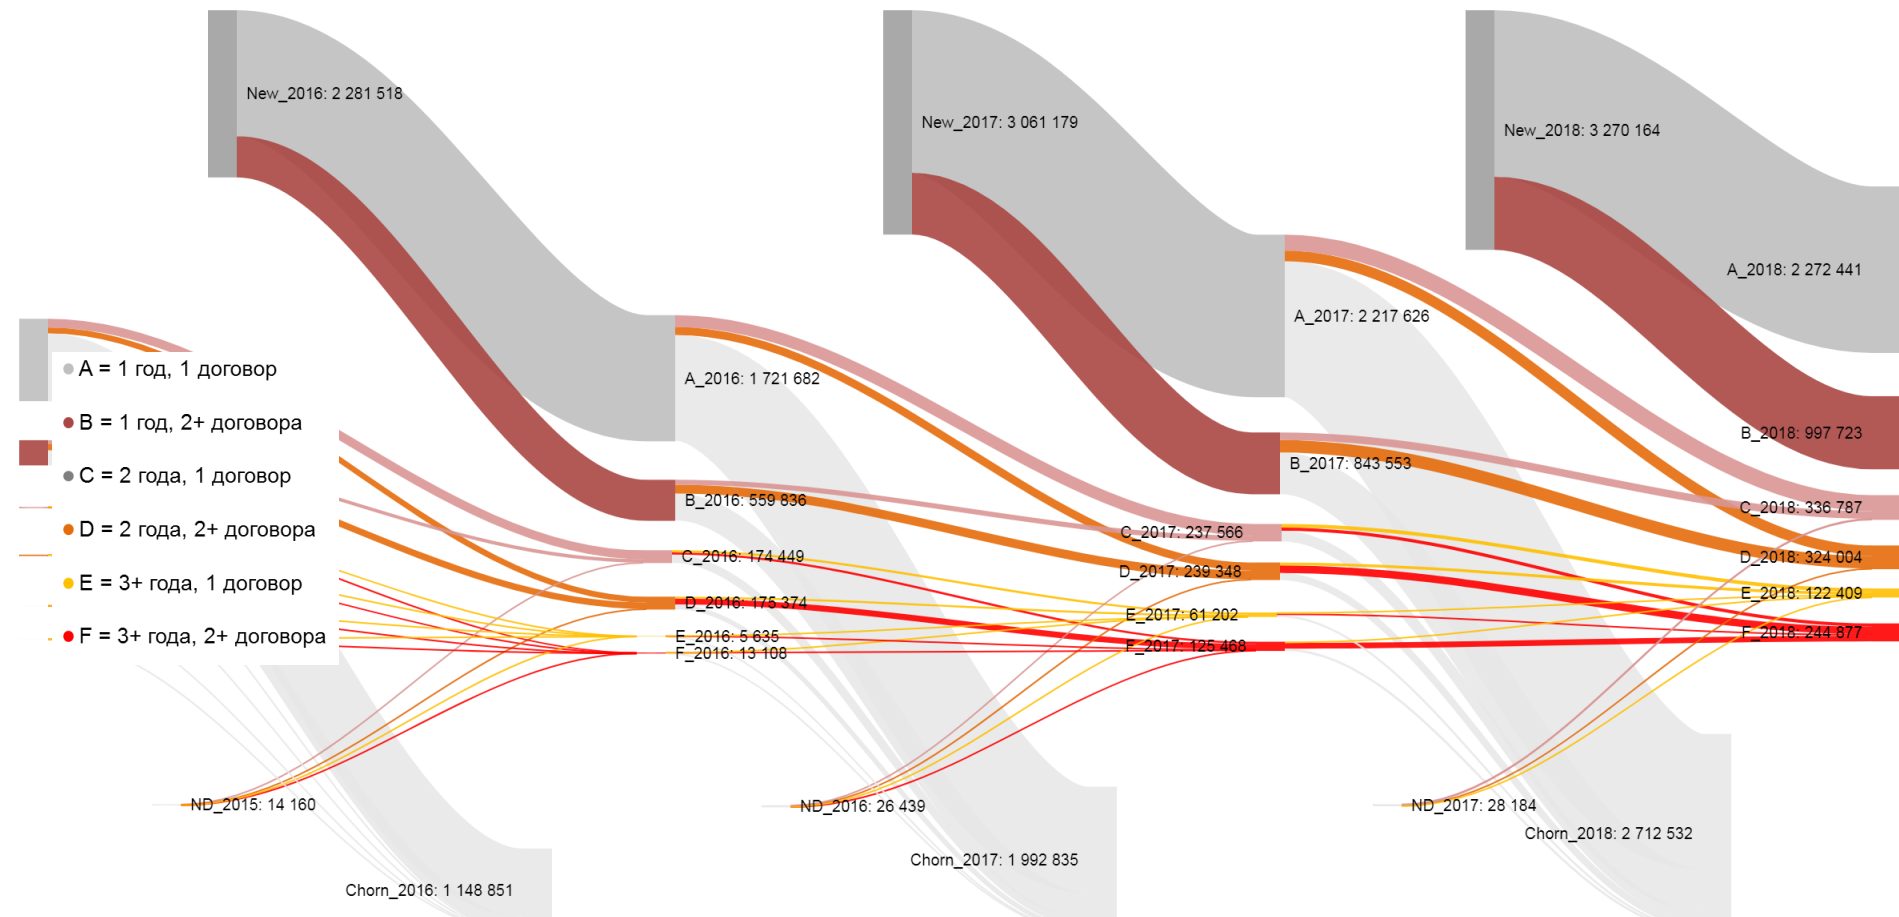 New_2016: 2 281 518
New_2017: 3 061 179
New_2018: 3 270 164
A_2018: 2 272 441
A_2017: 2 217 626
A = 1 год, 1 договор
A_2016: 1 721 682
B = 1 год, 2+ договора
B_2018: 997 723
B_2017: 843 553
C = 2 года, 1 договор
B_2016: 559 836
C_2018: 336 787
D = 2 года, 2+ договора
C_2017: 237 566
C_2016: 174 449
D_2018: 324 004
D_2017: 239 348
E = 3+ года, 1 договор
E_2018: 122 409
D_2016: 175 374
E_2017: 61 202
F = 3+ года, 2+ договора
E_2016: 5 635
F_2018: 244 877
F_2017: 125 468
F_2016: 13 108
ND_2015: 14 160
ND_2016: 26 439
ND_2017: 28 184
Chorn_2018: 2 712 532
Chorn_2017: 1 992 835
Chorn_2016: 1 148 851